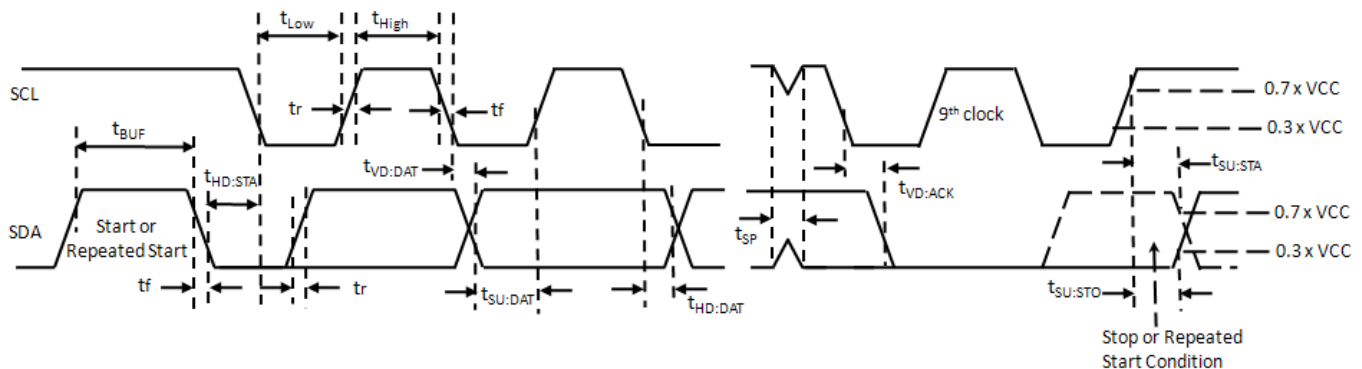 tLow
tHigh
SCL
tr
tf
9th clock
0.7 x VCC
0.3 x VCC
tBUF
tHD:STA
tVD:DAT
tVD:ACK
tSU:STA
SDA
Start or
Repeated Start
tSP
0.7 x VCC
0.3 x VCC
tf
tr
tSU:DAT
tHD:DAT
tSU:STO
Stop or Repeated
Start Condition